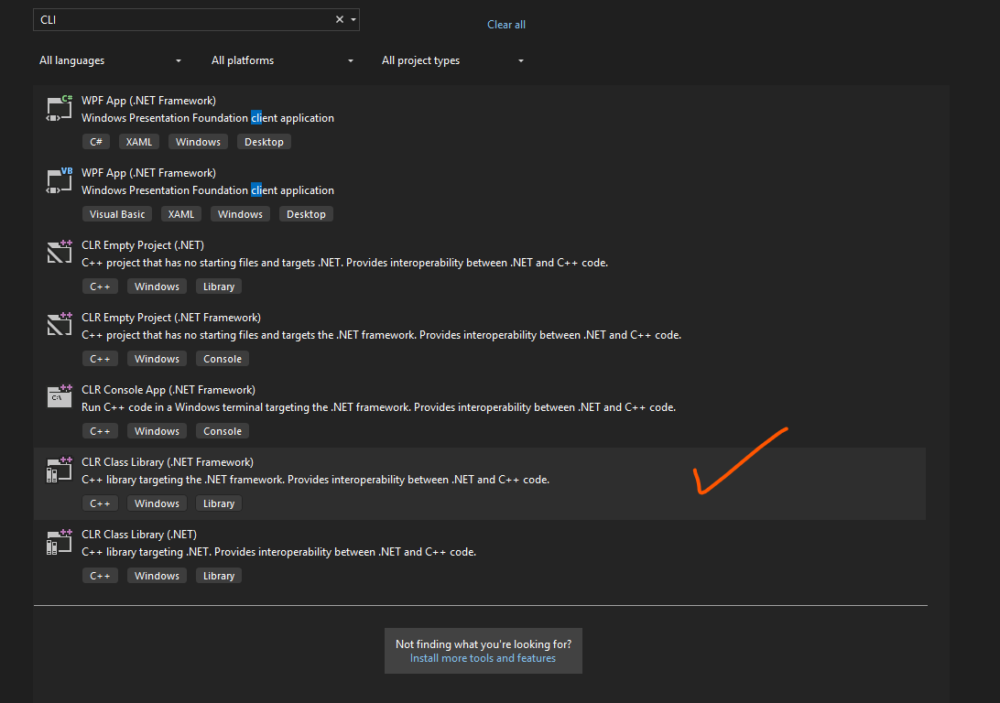 CLI
Clear all
All languages
All platforms
All project types
C#
WPF App (.NET Framework)
Windows Presentation Foundation client application
C#
XAML
Windows
Desktop
VB
WPF App (.NET Framework)
Windows Presentation Foundation client application
Visual Basic
XAML
Windows
Desktop
++
CLR Empty Project (.NET)
C++ project that has no starting files and targets .NET. Provides interoperability between .NET and C++ code.
C++
Windows
Library
++
CLR Empty Project (.NET Framework)
C++ project that has no starting files and targets the .NET framework. Provides interoperability between .NET and C++ code.
C++
Windows
Console
++
C:\
CLR Console App (.NET Framework)
Run C++ code in a Windows terminal targeting the .NET framework. Provides interoperability between .NET and C++ code.
C++
Windows
Console
++
CLR Class Library (.NET Framework)
C++ library targeting the .NET framework. Provides interoperability between .NET and C++ code.
C++
Windows
Library
++
CLR Class Library (.NET)
C++ library targeting .NET. Provides interoperability between .NET and C++ code.
C++
Windows
Library
Not finding what you're looking for?
Install more tools and features